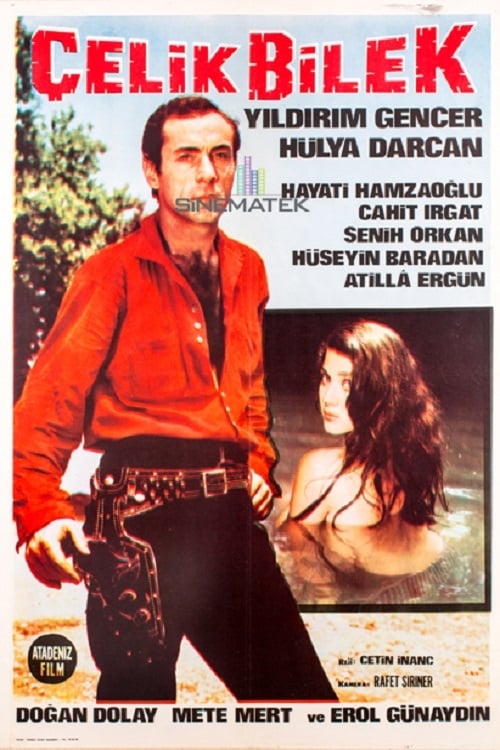 ÇELİK BİLEK
YILDIRIM GENCER
HÜLYA DARCAN
SİNEMATEK
HAYATİ HAMZAOĞLU
CAHİT IRGAT
SENİH ORKAN
HÜSEYİN BARADAN
ATİLLÂ ERGÜN
ATADENİZ
FİLM
Reji: ÇETİN İNANÇ
Kamera: RAFET ŞİRİNER
DOĞAN DOLAY METE MERT ve EROL GÜNAYDIN